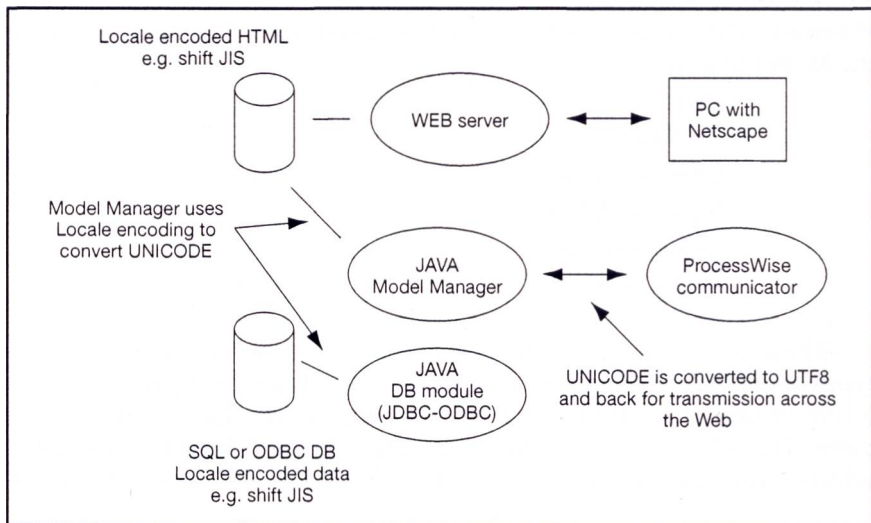 Locale encoded HTML
e.g. shift JIS
WEB server
PC with
Netscape
Model Manager uses
Locale encoding to
convert UNICODE
JAVA
Model Manager
ProcessWise
communicator
JAVA
DB module
(JDBC-ODBC)
UNICODE is converted to UTF8
and back for transmission across
the Web
SQL or ODBC DB
Locale encoded data
e.g. shift JIS